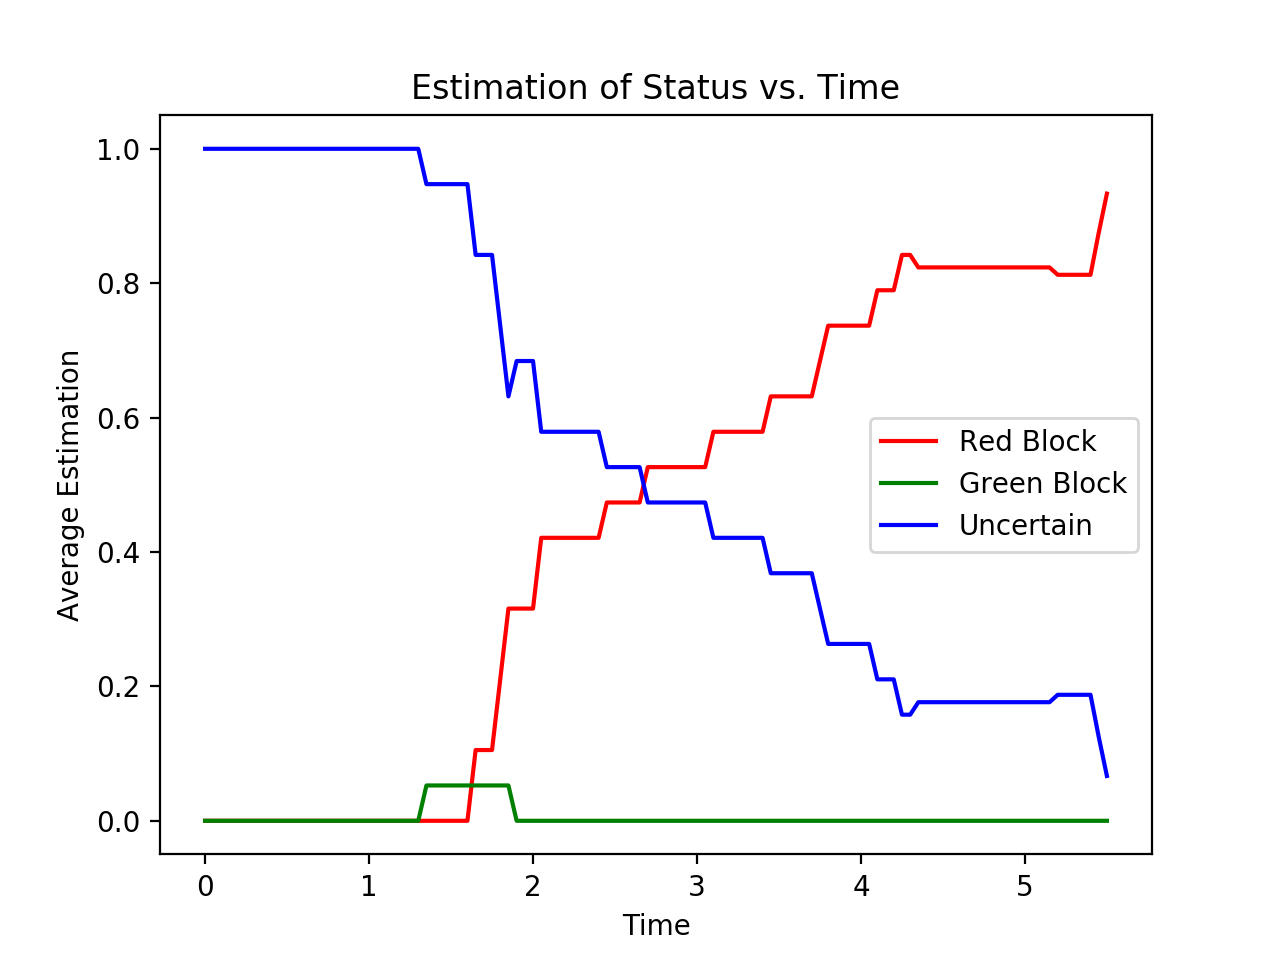 Estimation of Status vs. Time
1.0
0.8
0.6
0.4
0.2
0.0
Average Estimation
Red Block
Green Block
Uncertain
0 1 2 3 4 5
Time